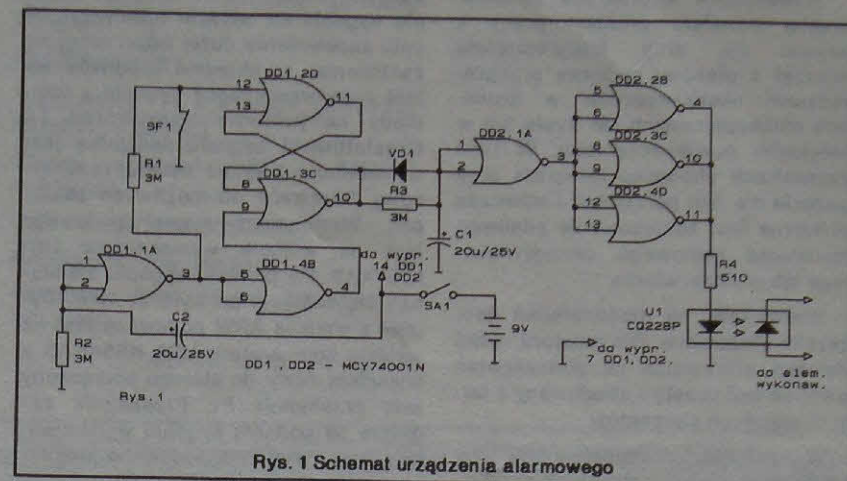 DD1.2D
12
13
11
SF1
R1
3M
DD1.3C
8
9
10
VD1
R3
3M
DD2.1A
1
2
3
C1
20u/25V
DD2.2B
5
6
4
DD2.3C
8
9
10
DD2.4D
12
13
11
R4
510
U1
CQ22BP
do elem.
wykonaw.
DD1.1A
1
2
3
R2
3M
C2
20u/25V
DD1.4B
5
6
4
do wypr.
14 DD1
DD2
SA1
9V
do wypr.
7 DD1,DD2.
DD1,DD2 - MCY74001N
Rys.1
Rys. 1 Schemat urządzenia alarmowego